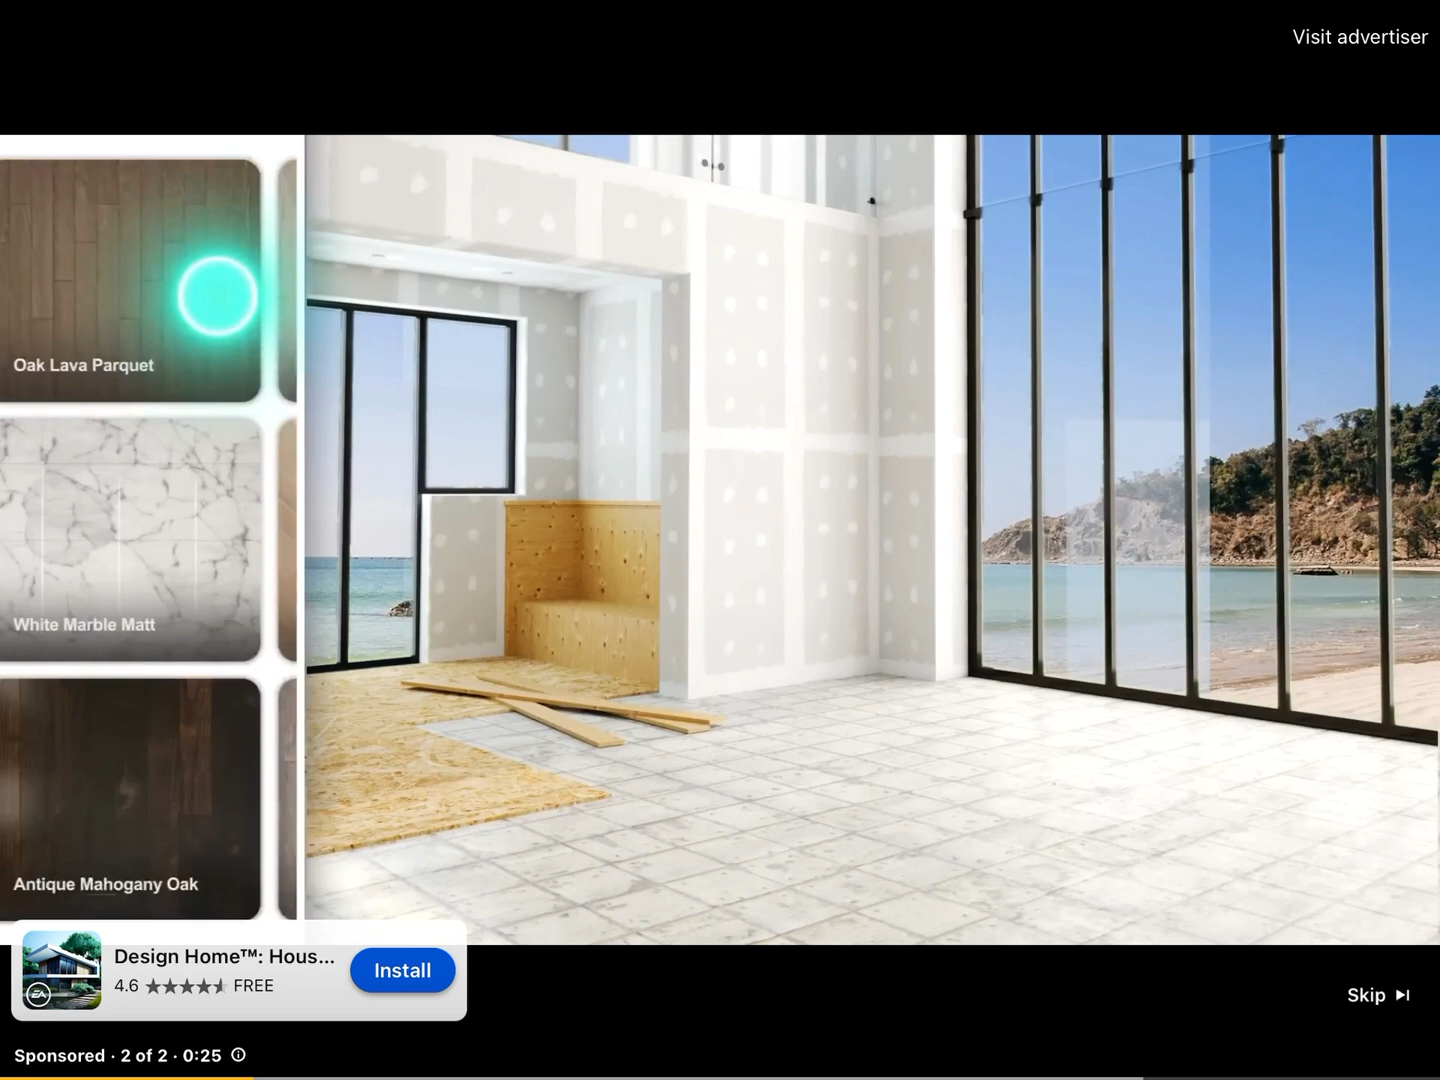 Visit advertiser
Oak Lava Parquet
White Marble Matt
Antique Mahogany Oak
Design Home™: Hous...
4.6 ★★★★⯨ FREE
Install
EA
Skip
Sponsored · 2 of 2 · 0:25